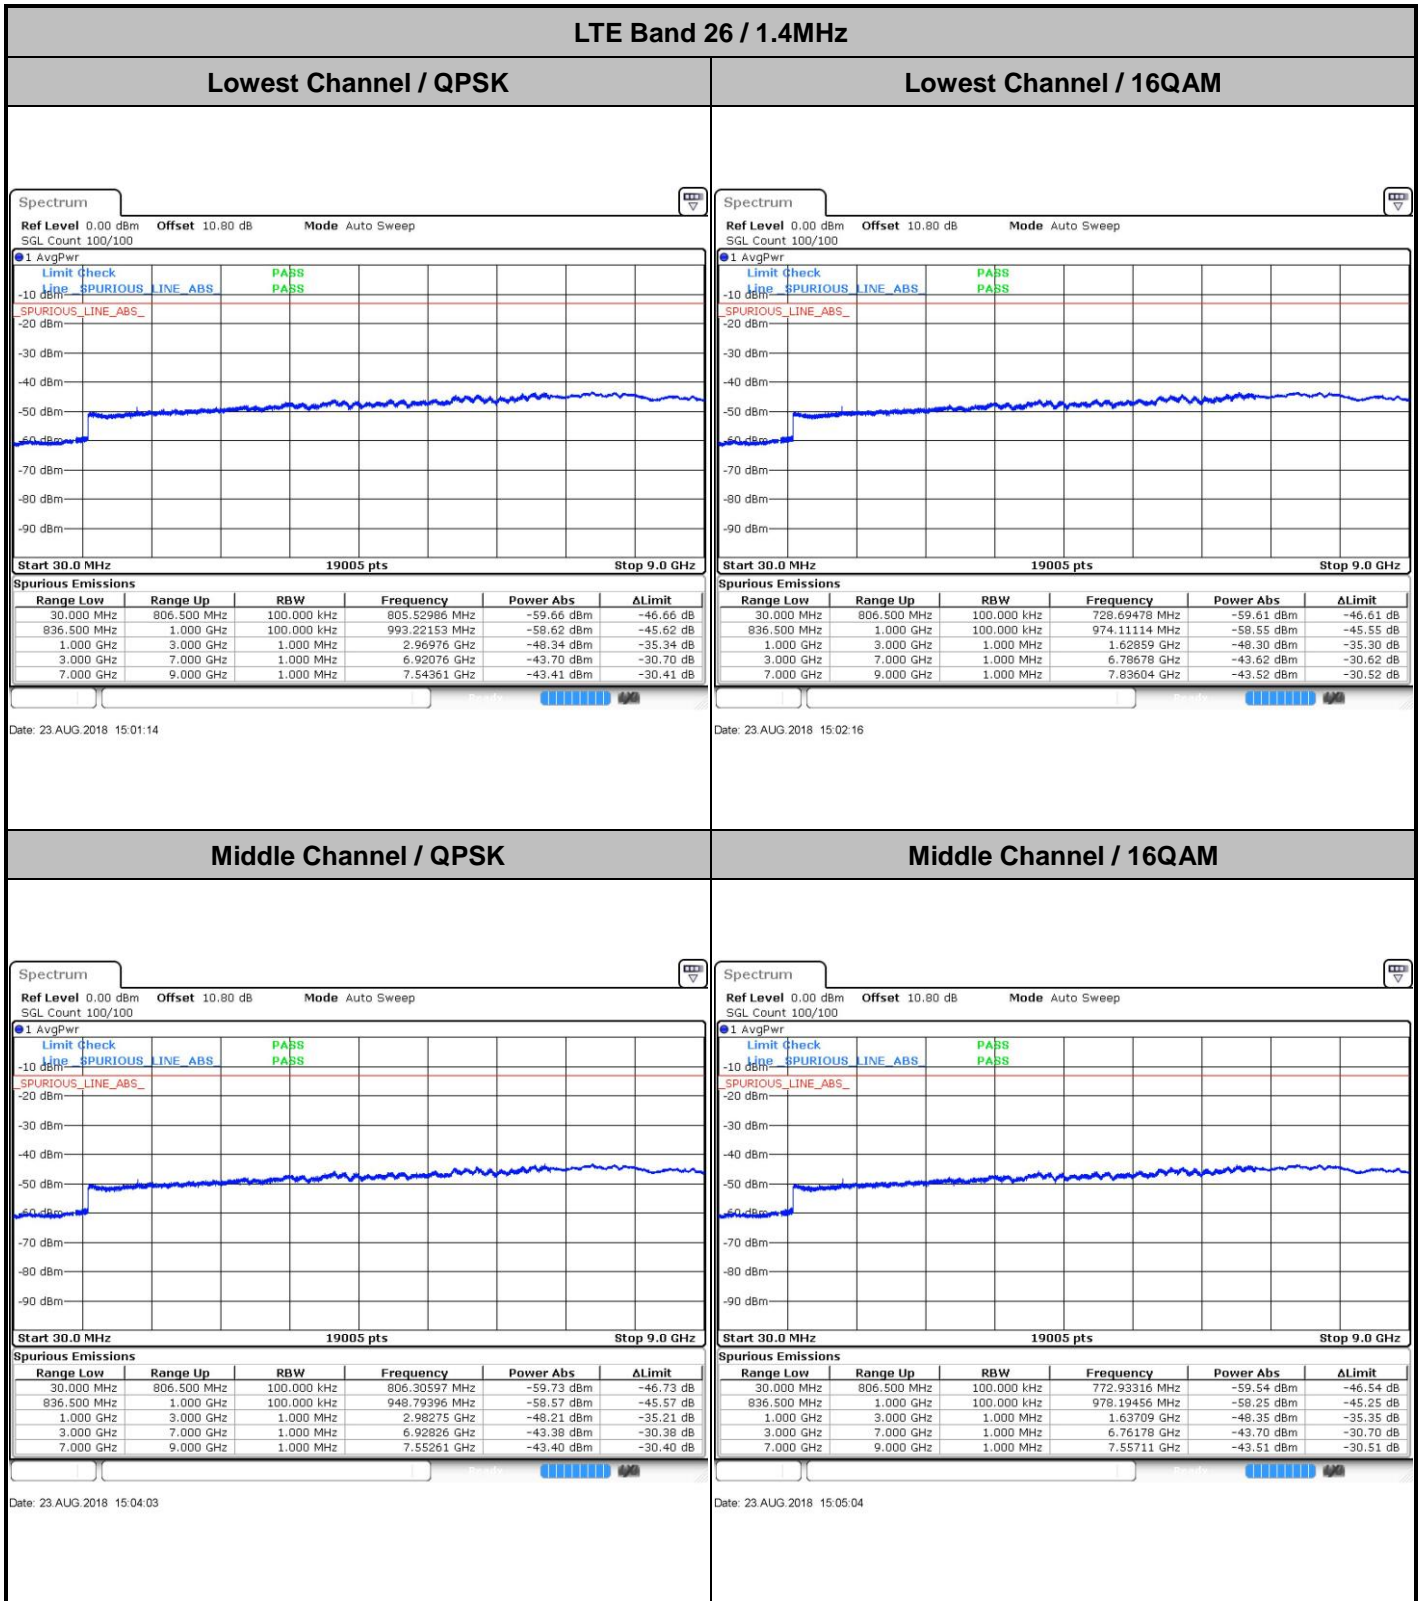 LTE Band 26 / 1.4MHz
Lowest Channel / QPSK
Lowest Channel / 16QAM
Spectrum
Ref Level 0.00 dBm Offset 10.80 dB Mode Auto Sweep
SGL Count 100/100
1 AvgPwr
Limit Check PASS
Line _SPURIOUS_LINE_ABS_ PASS
-10 dBm
_SPURIOUS_LINE_ABS_
-20 dBm
-30 dBm
-40 dBm
-50 dBm
-60 dBm
-70 dBm
-80 dBm
-90 dBm
Start 30.0 MHz 19005 pts Stop 9.0 GHz
Spurious Emissions
Range Low Range Up RBW Frequency Power Abs ΔLimit
30.000 MHz 806.500 MHz 100.000 kHz 805.52986 MHz -59.66 dBm -46.66 dB
836.500 MHz 1.000 GHz 100.000 kHz 993.22153 MHz -58.62 dBm -45.62 dB
1.000 GHz 3.000 GHz 1.000 MHz 2.96976 GHz -48.34 dBm -35.34 dB
3.000 GHz 7.000 GHz 1.000 MHz 6.92076 GHz -43.70 dBm -30.70 dB
7.000 GHz 9.000 GHz 1.000 MHz 7.54361 GHz -43.41 dBm -30.41 dB
Date: 23.AUG.2018 15:01:14
Spectrum
Ref Level 0.00 dBm Offset 10.80 dB Mode Auto Sweep
SGL Count 100/100
1 AvgPwr
Limit Check PASS
Line _SPURIOUS_LINE_ABS_ PASS
-10 dBm
_SPURIOUS_LINE_ABS_
-20 dBm
-30 dBm
-40 dBm
-50 dBm
-60 dBm
-70 dBm
-80 dBm
-90 dBm
Start 30.0 MHz 19005 pts Stop 9.0 GHz
Spurious Emissions
Range Low Range Up RBW Frequency Power Abs ΔLimit
30.000 MHz 806.500 MHz 100.000 kHz 728.69478 MHz -59.61 dBm -46.61 dB
836.500 MHz 1.000 GHz 100.000 kHz 974.11114 MHz -58.55 dBm -45.55 dB
1.000 GHz 3.000 GHz 1.000 MHz 1.62859 GHz -48.30 dBm -35.30 dB
3.000 GHz 7.000 GHz 1.000 MHz 6.78678 GHz -43.62 dBm -30.62 dB
7.000 GHz 9.000 GHz 1.000 MHz 7.83604 GHz -43.52 dBm -30.52 dB
Date: 23.AUG.2018 15:02:16
Middle Channel / QPSK
Middle Channel / 16QAM
Spectrum
Ref Level 0.00 dBm Offset 10.80 dB Mode Auto Sweep
SGL Count 100/100
1 AvgPwr
Limit Check PASS
Line _SPURIOUS_LINE_ABS_ PASS
-10 dBm
_SPURIOUS_LINE_ABS_
-20 dBm
-30 dBm
-40 dBm
-50 dBm
-60 dBm
-70 dBm
-80 dBm
-90 dBm
Start 30.0 MHz 19005 pts Stop 9.0 GHz
Spurious Emissions
Range Low Range Up RBW Frequency Power Abs ΔLimit
30.000 MHz 806.500 MHz 100.000 kHz 806.30597 MHz -59.73 dBm -46.73 dB
836.500 MHz 1.000 GHz 100.000 kHz 948.79396 MHz -58.57 dBm -45.57 dB
1.000 GHz 3.000 GHz 1.000 MHz 2.98275 GHz -48.21 dBm -35.21 dB
3.000 GHz 7.000 GHz 1.000 MHz 6.92826 GHz -43.38 dBm -30.38 dB
7.000 GHz 9.000 GHz 1.000 MHz 7.55261 GHz -43.40 dBm -30.40 dB
Date: 23.AUG.2018 15:04:03
Spectrum
Ref Level 0.00 dBm Offset 10.80 dB Mode Auto Sweep
SGL Count 100/100
1 AvgPwr
Limit Check PASS
Line _SPURIOUS_LINE_ABS_ PASS
-10 dBm
_SPURIOUS_LINE_ABS_
-20 dBm
-30 dBm
-40 dBm
-50 dBm
-60 dBm
-70 dBm
-80 dBm
-90 dBm
Start 30.0 MHz 19005 pts Stop 9.0 GHz
Spurious Emissions
Range Low Range Up RBW Frequency Power Abs ΔLimit
30.000 MHz 806.500 MHz 100.000 kHz 772.93316 MHz -59.54 dBm -46.54 dB
836.500 MHz 1.000 GHz 100.000 kHz 978.19456 MHz -58.25 dBm -45.25 dB
1.000 GHz 3.000 GHz 1.000 MHz 1.63709 GHz -48.35 dBm -35.35 dB
3.000 GHz 7.000 GHz 1.000 MHz 6.76178 GHz -43.70 dBm -30.70 dB
7.000 GHz 9.000 GHz 1.000 MHz 7.55711 GHz -43.51 dBm -30.51 dB
Date: 23.AUG.2018 15:05:04